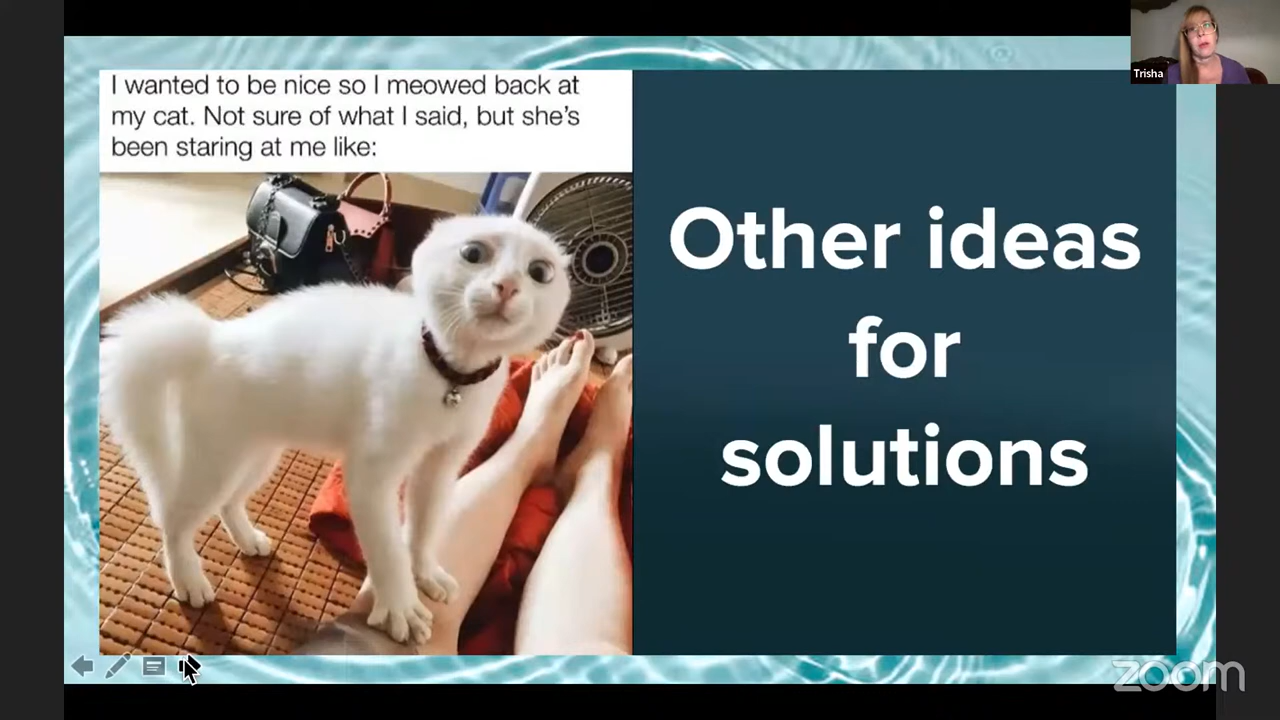 I wanted to be nice so I meowed back at
my cat. Not sure of what I said, but she's
been staring at me like:
Other ideas
for
solutions
Trisha
zoom